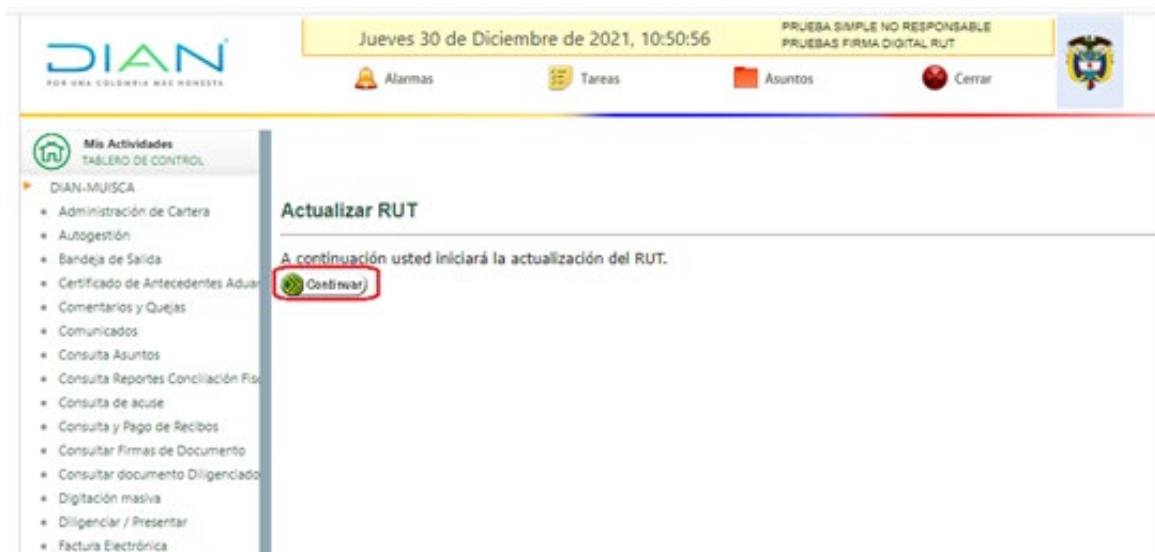 DIAN
POR UNA COLOMBIA MÁS HONESTA
Jueves 30 de Diciembre de 2021, 10:50:56
PRUEBA SIMPLE NO RESPONSABLE
PRUEBAS FIRMA DIGITAL RUT
Alarmas
Tareas
Asuntos
Cerrar
Mis Actividades
TABLERO DE CONTROL
DIAN-MUISCA
Administración de Cartera
Autogestión
Bandeja de Salida
Certificado de Antecedentes Aduan
Comentarios y Quejas
Comunicados
Consulta Asuntos
Consulta Reportes Conciliación Fisc
Consulta de acuse
Consulta y Pago de Recibos
Consultar Firmas de Documento
Consultar documento Diligenciado
Digitación masiva
Diligenciar / Presentar
Factura Electrónica
Actualizar RUT
A continuación usted iniciará la actualización del RUT.
Continuar